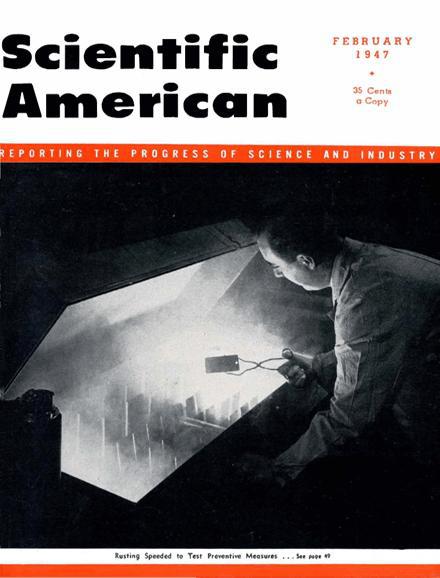 Scientific
American
FEBRUARY
1947
35 Cents
a Copy
REPORTING THE PROGRESS OF SCIENCE AND INDUSTRY
Rusting Speeded to Test Preventive Measures . . . See page 49